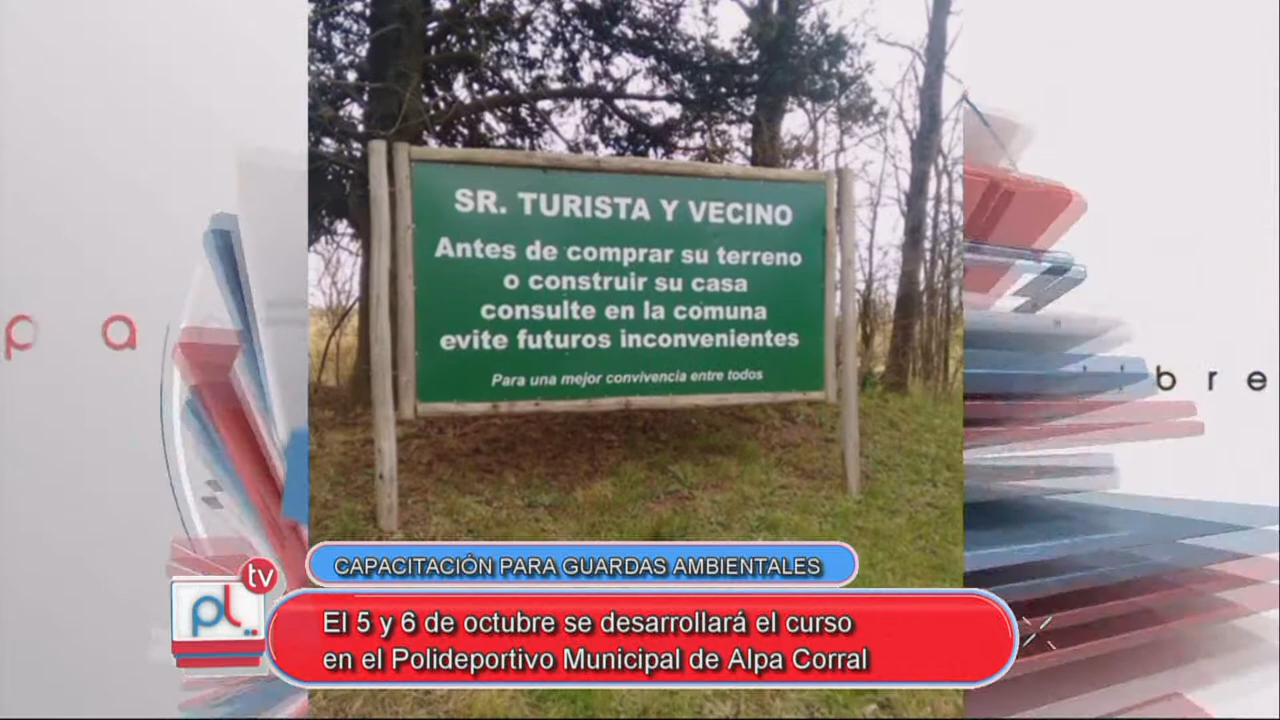 SR. TURISTA Y VECINO
Antes de comprar su terreno
o construir su casa
consulte en la comuna
evite futuros inconvenientes
Para una mejor convivencia entre todos
p a
b r e
tv
pl..
CAPACITACIÓN PARA GUARDAS AMBIENTALES
El 5 y 6 de octubre se desarrollará el curso
en el Polideportivo Municipal de Alpa Corral